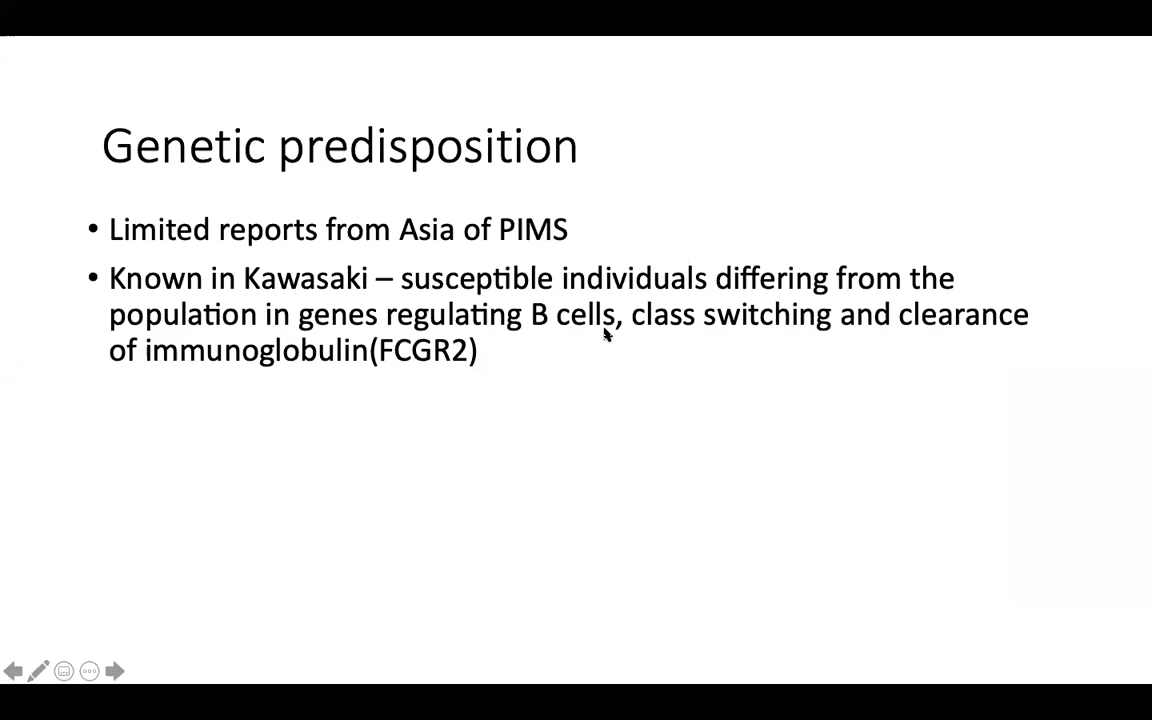 Genetic predisposition
• Limited reports from Asia of PIMS
• Known in Kawasaki – susceptible individuals differing from the
population in genes regulating B cells, class switching and clearance
of immunoglobulin(FCGR2)